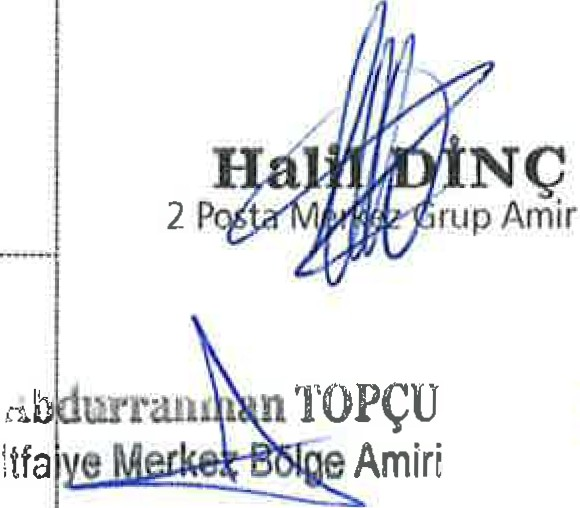 Halil DİNÇ
2 Posta Merkez Grup Amir
Abdurrahman TOPÇU
İtfaiye Merkez Bölge Amiri